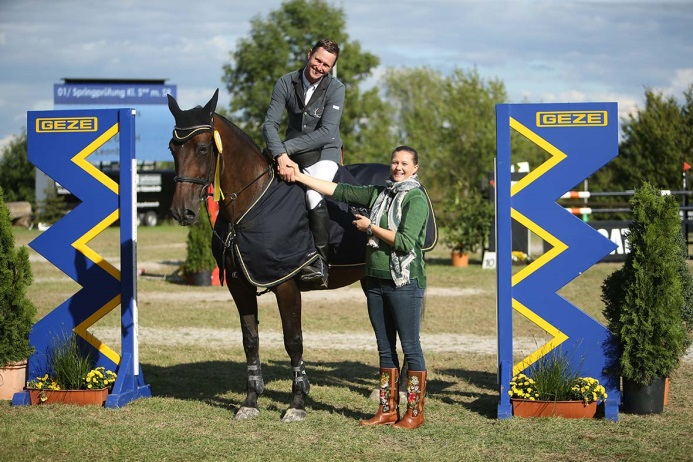 01/ Springprüfung Kl. S** m. St
GEZE
GEZE